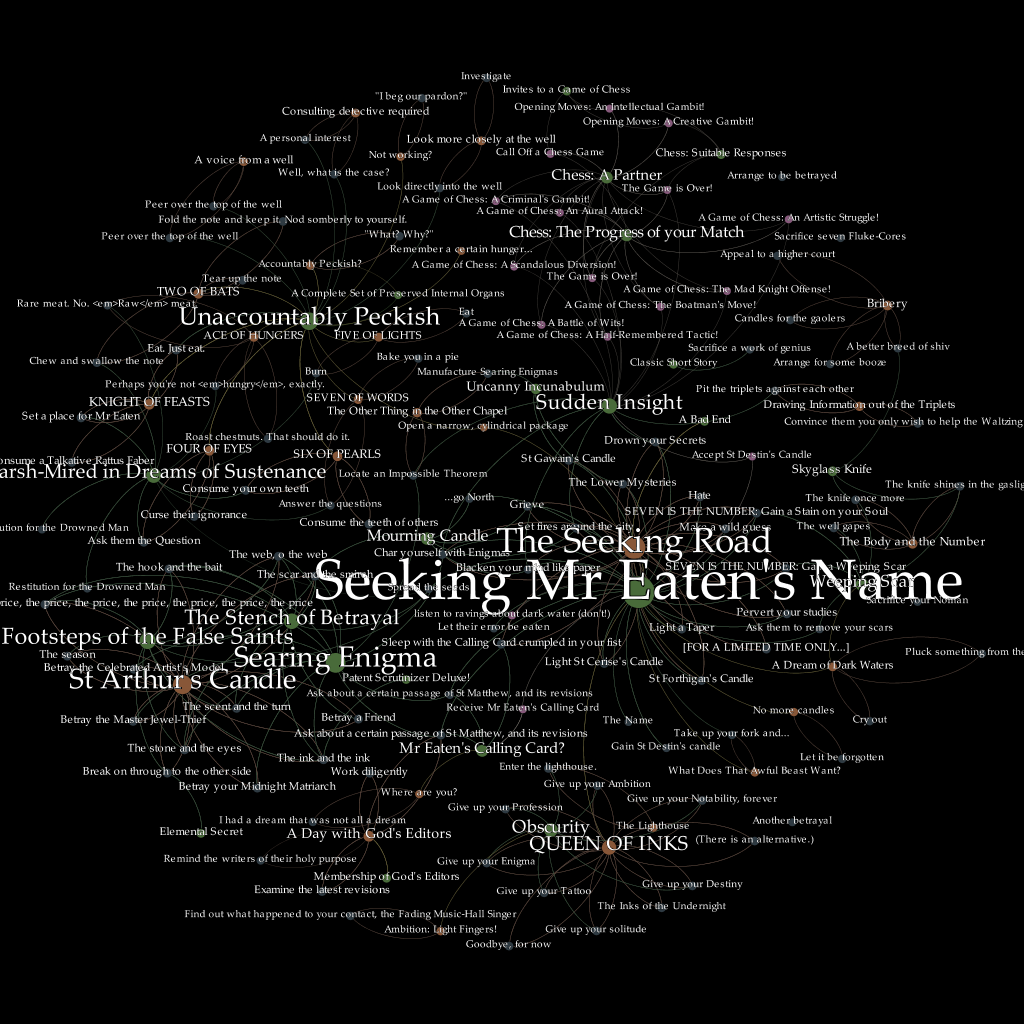 Investigate
Invites to a Game of Chess
"I beg our pardon?"
Opening Moves: An Intellectual Gambit!
Consulting detective required
Opening Moves: A Creative Gambit!
A personal interest
Look more closely at the well
Call Off a Chess Game
Chess: Suitable Responses
Not working?
A voice from a well
Well, what is the case?
Chess: A Partner
Arrange to be betrayed
Look directly into the well
The Game is Over!
A Game of Chess: A Criminal's Gambit!
Peer over the top of the well
A Game of Chess: An Aural Attack!
Fold the note and keep it. Nod somberly to yourself.
A Game of Chess: An Artistic Struggle!
Peer over the top of the well
"What? Why?"
Chess: The Progress of your Match
Sacrifice seven Fluke-Cores
Remember a certain hunger...
Appeal to a higher court
Accountably Peckish?
A Game of Chess: A Scandalous Diversion!
Tear up the note
The Game is Over!
TWO OF BATS
A Complete Set of Preserved Internal Organs
A Game of Chess: The Mad Knight Offense!
Rare meat. No. <em>Raw</em> meat.
A Game of Chess: The Boatman's Move!
Bribery
Unaccountably Peckish
Eat
A Game of Chess: A Battle of Wits!
Candles for the gaolers
ACE OF HUNGERS
FIVE OF LIGHTS
A Game of Chess: A Half-Remembered Tactic!
Eat. Just eat.
Sacrifice a work of genius
A better breed of shiv
Chew and swallow the note
Bake you in a pie
Classic Short Story
Arrange for some booze
Burn
Manufacture Searing Enigmas
Perhaps you're not <em>hungry</em>, exactly.
Uncanny Incunabulum
Pit the triplets against each other
KNIGHT OF FEASTS
SEVEN OF WORDS
Sudden Insight
Drawing Information out of the Triplets
Set a place for Mr Eaten
The Other Thing in the Other Chapel
A Bad End
Convince them you only wish to help the Waltzing
Open a narrow, cylindrical package
Roast chestnuts. That should do it.
Drown your Secrets
FOUR OF EYES
SIX OF PEARLS
St Gawain's Candle
Accept St Destin's Candle
onsume a Talkative Rattus Faber
arsh-Mired in Dreams of Sustenance
Locate an Impossible Theorem
Skyglass Knife
Consume your own teeth
The Lower Mysteries
The knife shines in the gaslig
...go North
Hate
The knife once more
Answer the questions
Grieve
SEVEN IS THE NUMBER: Gain a Stain on your Soul
Curse their ignorance
Consume the teeth of others
Set fires around the city
Make a wild guess
The well gapes
ution for the Drowned Man
Mourning Candle
The Seeking Road
Ask them the Question
The Body and the Number
Char yourself with Enigmas
The web, o the web
The hook and the bait
Blacken your mind like paper
SEVEN IS THE NUMBER: Gain a Weeping Scar
The scar and the spinch
Seeking Mr Eaten's Name
Weeping Scar
Restitution for the Drowned Man
Spread the seeds
Sacrifice your Noman
price, the price, the price, the price, the price, the price, the price
The Stench of Betrayal
listen to ravings about dark water (don't!)
Pervert your studies
Let their error be eaten
Light a Taper
Ask them to remove your scars
Footsteps of the False Saints
Sleep with the Calling Card crumpled in your fist
[FOR A LIMITED TIME ONLY...]
The season
Searing Enigma
Pluck something from the
Betray the Celebrated Artist's Model
Light St Cerise's Candle
A Dream of Dark Waters
St Arthur's Candle
Patent Scrutinizer Deluxe!
St Forthigan's Candle
Ask about a certain passage of St Matthew, and its revisions
The scent and the turn
Receive Mr Eaten's Calling Card
No more candles
Betray the Master Jewel-Thief
Betray a Friend
The Name
Cry out
Ask about a certain passage of St Matthew, and its revisions
Take up your fork and...
The stone and the eyes
Mr Eaten's Calling Card?
Gain St Destin's candle
The ink and the ink
Let it be forgotten
Break on through to the other side
Work diligently
Enter the lighthouse.
What Does That Awful Beast Want?
Betray your Midnight Matriarch
Where are you?
Give up your Ambition
Give up your Notability, forever
Give up your Profession
I had a dream that was not all a dream
Another betrayal
Elemental Secret
A Day with God's Editors
Obscurity
The Lighthouse
QUEEN OF INKS
(There is an alternative.)
Remind the writers of their holy purpose
Give up your Enigma
Membership of God's Editors
Examine the latest revisions
Give up your Tattoo
Give up your Destiny
The Inks of the Undernight
Find out what happened to your contact, the Fading Music-Hall Singer
Ambition: Light Fingers!
Give up your solitude
Goodbye, for now